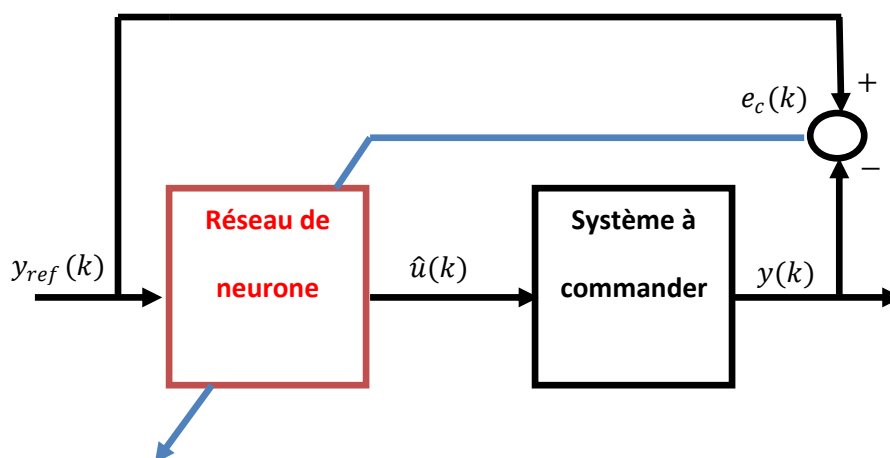 +
e_c(k)
−
Réseau de
neurone
Système à
commander
y_ref(k)
û(k)
y(k)